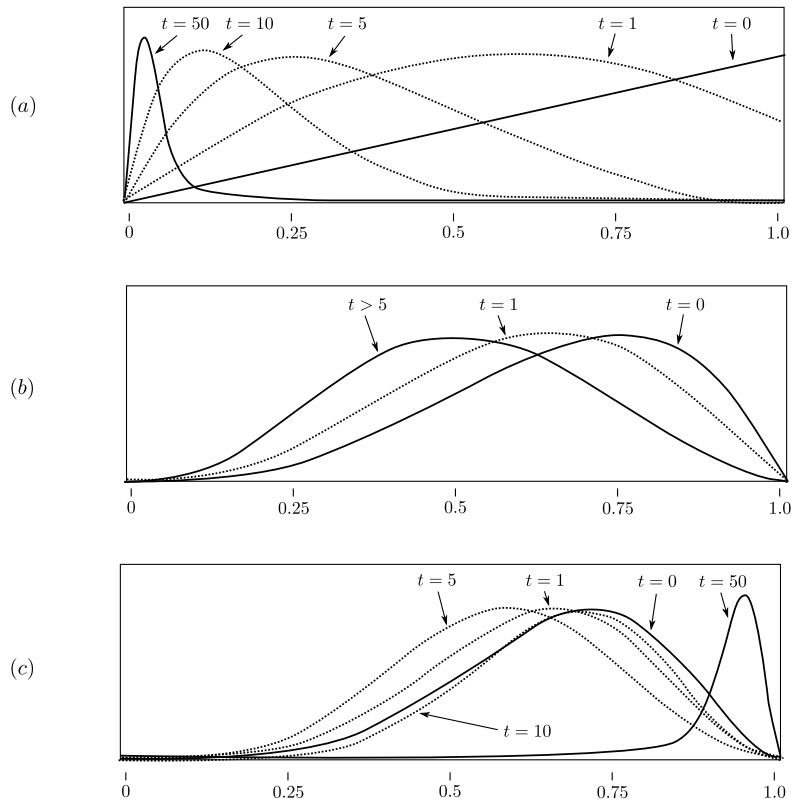 t = 50 t = 10 t = 5 t = 1 t = 0
(a)
0 0.25 0.5 0.75 1.0
t > 5 t = 1 t = 0
(b)
0 0.25 0.5 0.75 1.0
t = 5 t = 1 t = 0 t = 50
(c)
t = 10
0 0.25 0.5 0.75 1.0